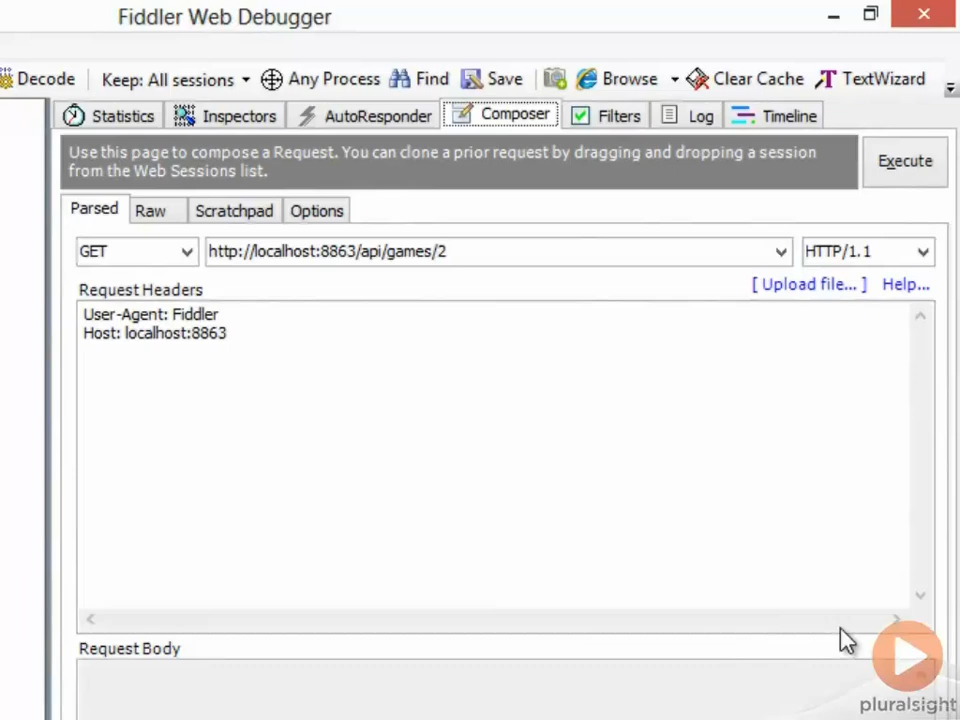 Fiddler Web Debugger
Decode Keep: All sessions Any Process Find Save Browse Clear Cache TextWizard
Statistics Inspectors AutoResponder Composer Filters Log Timeline
Use this page to compose a Request. You can clone a prior request by dragging and dropping a session
from the Web Sessions list.
Execute
Parsed Raw Scratchpad Options
GET http://localhost:8863/api/games/2 HTTP/1.1
Request Headers [ Upload file... ] Help...
User-Agent: Fiddler
Host: localhost:8863
Request Body
pluralsight